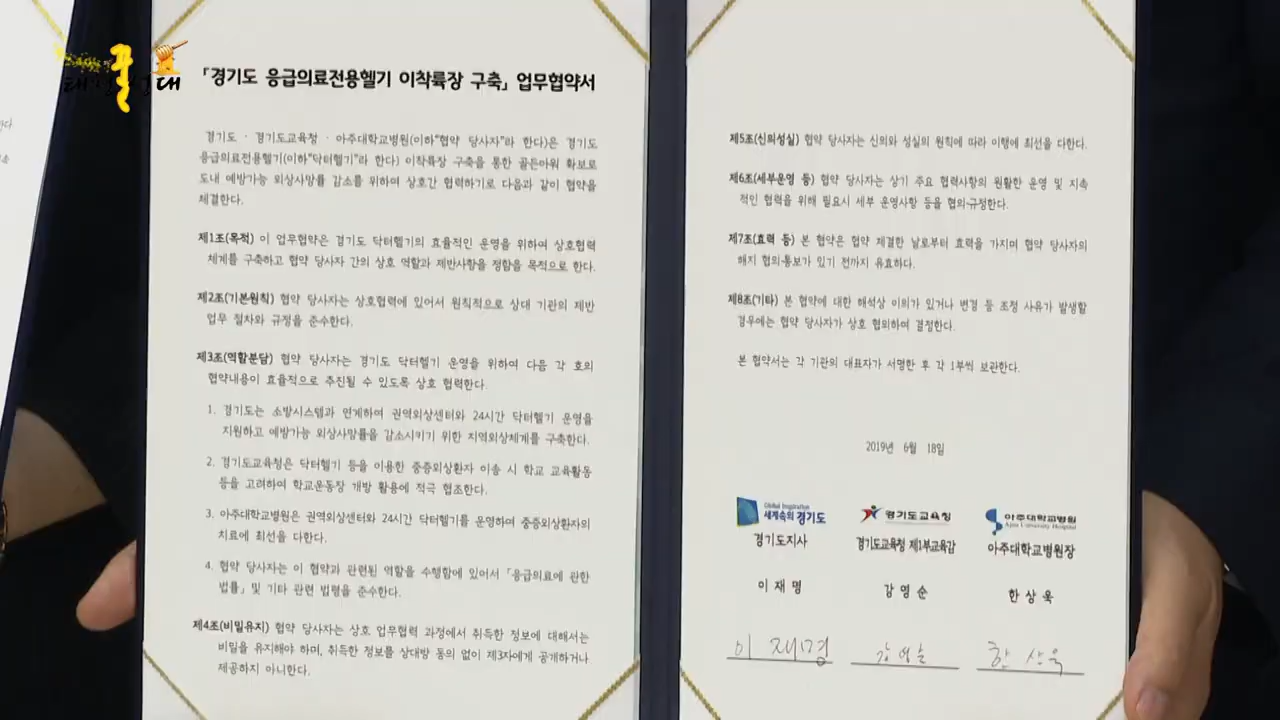 꿀
「경기도 응급의료전용헬기 이착륙장 구축」 업무협약서
경기도 · 경기도교육청 · 아주대학교병원(이하"협약 당사자"라 한다)은 경기도
응급의료전용헬기(이하"닥터헬기"라 한다) 이착륙장 구축을 통한 골든아워 확보로
도내 예방가능 외상사망률 감소를 위하여 상호간 협력하기로 다음과 같이 협약을
체결한다.
제1조(목적) 이 업무협약은 경기도 닥터헬기의 효율적인 운영을 위하여 상호협력
체계를 구축하고 협약 당사자 간의 상호 역할과 제반사항을 정함을 목적으로 한다.
제2조(기본원칙) 협약 당사자는 상호협력에 있어서 원칙적으로 상대 기관의 제반
업무 절차와 규정을 준수한다.
제3조(역할분담) 협약 당사자는 경기도 닥터헬기 운영을 위하여 다음 각 호의
협약내용이 효율적으로 추진될 수 있도록 상호 협력한다.
1. 경기도는 소방시스템과 연계하여 권역외상센터와 24시간 닥터헬기 운영을
지원하고 예방가능 외상사망률을 감소시키기 위한 지역외상체계를 구축한다.
2. 경기도교육청은 닥터헬기 등을 이용한 중증외상환자 이송 시 학교 교육활동
등을 고려하여 학교운동장 개방 활용에 적극 협조한다.
3. 아주대학교병원은 권역외상센터와 24시간 닥터헬기를 운영하여 중증외상환자의
치료에 최선을 다한다.
4. 협약 당사자는 이 협약과 관련된 역할을 수행함에 있어서 「응급의료에 관한
법률」 및 기타 관련 법령을 준수한다.
제4조(비밀유지) 협약 당사자는 상호 업무협력 과정에서 취득한 정보에 대해서는
비밀을 유지해야 하며, 취득한 정보를 상대방 동의 없이 제3자에게 공개하거나
제공하지 아니한다.
제5조(신의성실) 협약 당사자는 신의와 성실의 원칙에 따라 이행에 최선을 다한다.
제6조(세부운영 등) 협약 당사자는 상기 주요 협력사항의 원활한 운영 및 지속
적인 협력을 위해 필요시 세부 운영사항 등을 협의·규정한다.
제7조(효력 등) 본 협약은 협약 체결한 날로부터 효력을 가지며 협약 당사자의
해지 협의·통보가 있기 전까지 유효하다.
제8조(기타) 본 협약에 대한 해석상 이의가 있거나 변경 등 조정 사유가 발생할
경우에는 협약 당사자가 상호 협의하여 결정한다.
본 협약서는 각 기관의 대표자가 서명한 후 각 1부씩 보관한다.
2019년 6월 18일
Global Inspiration
세계속의 경기도
경기도교육청
아주대학교병원
Ajou University Hospital
경기도지사
경기도교육청 제1부교육감
아주대학교병원장
이 재 명
강 영 순
한 상 욱
이 재명
강영순
한 상욱